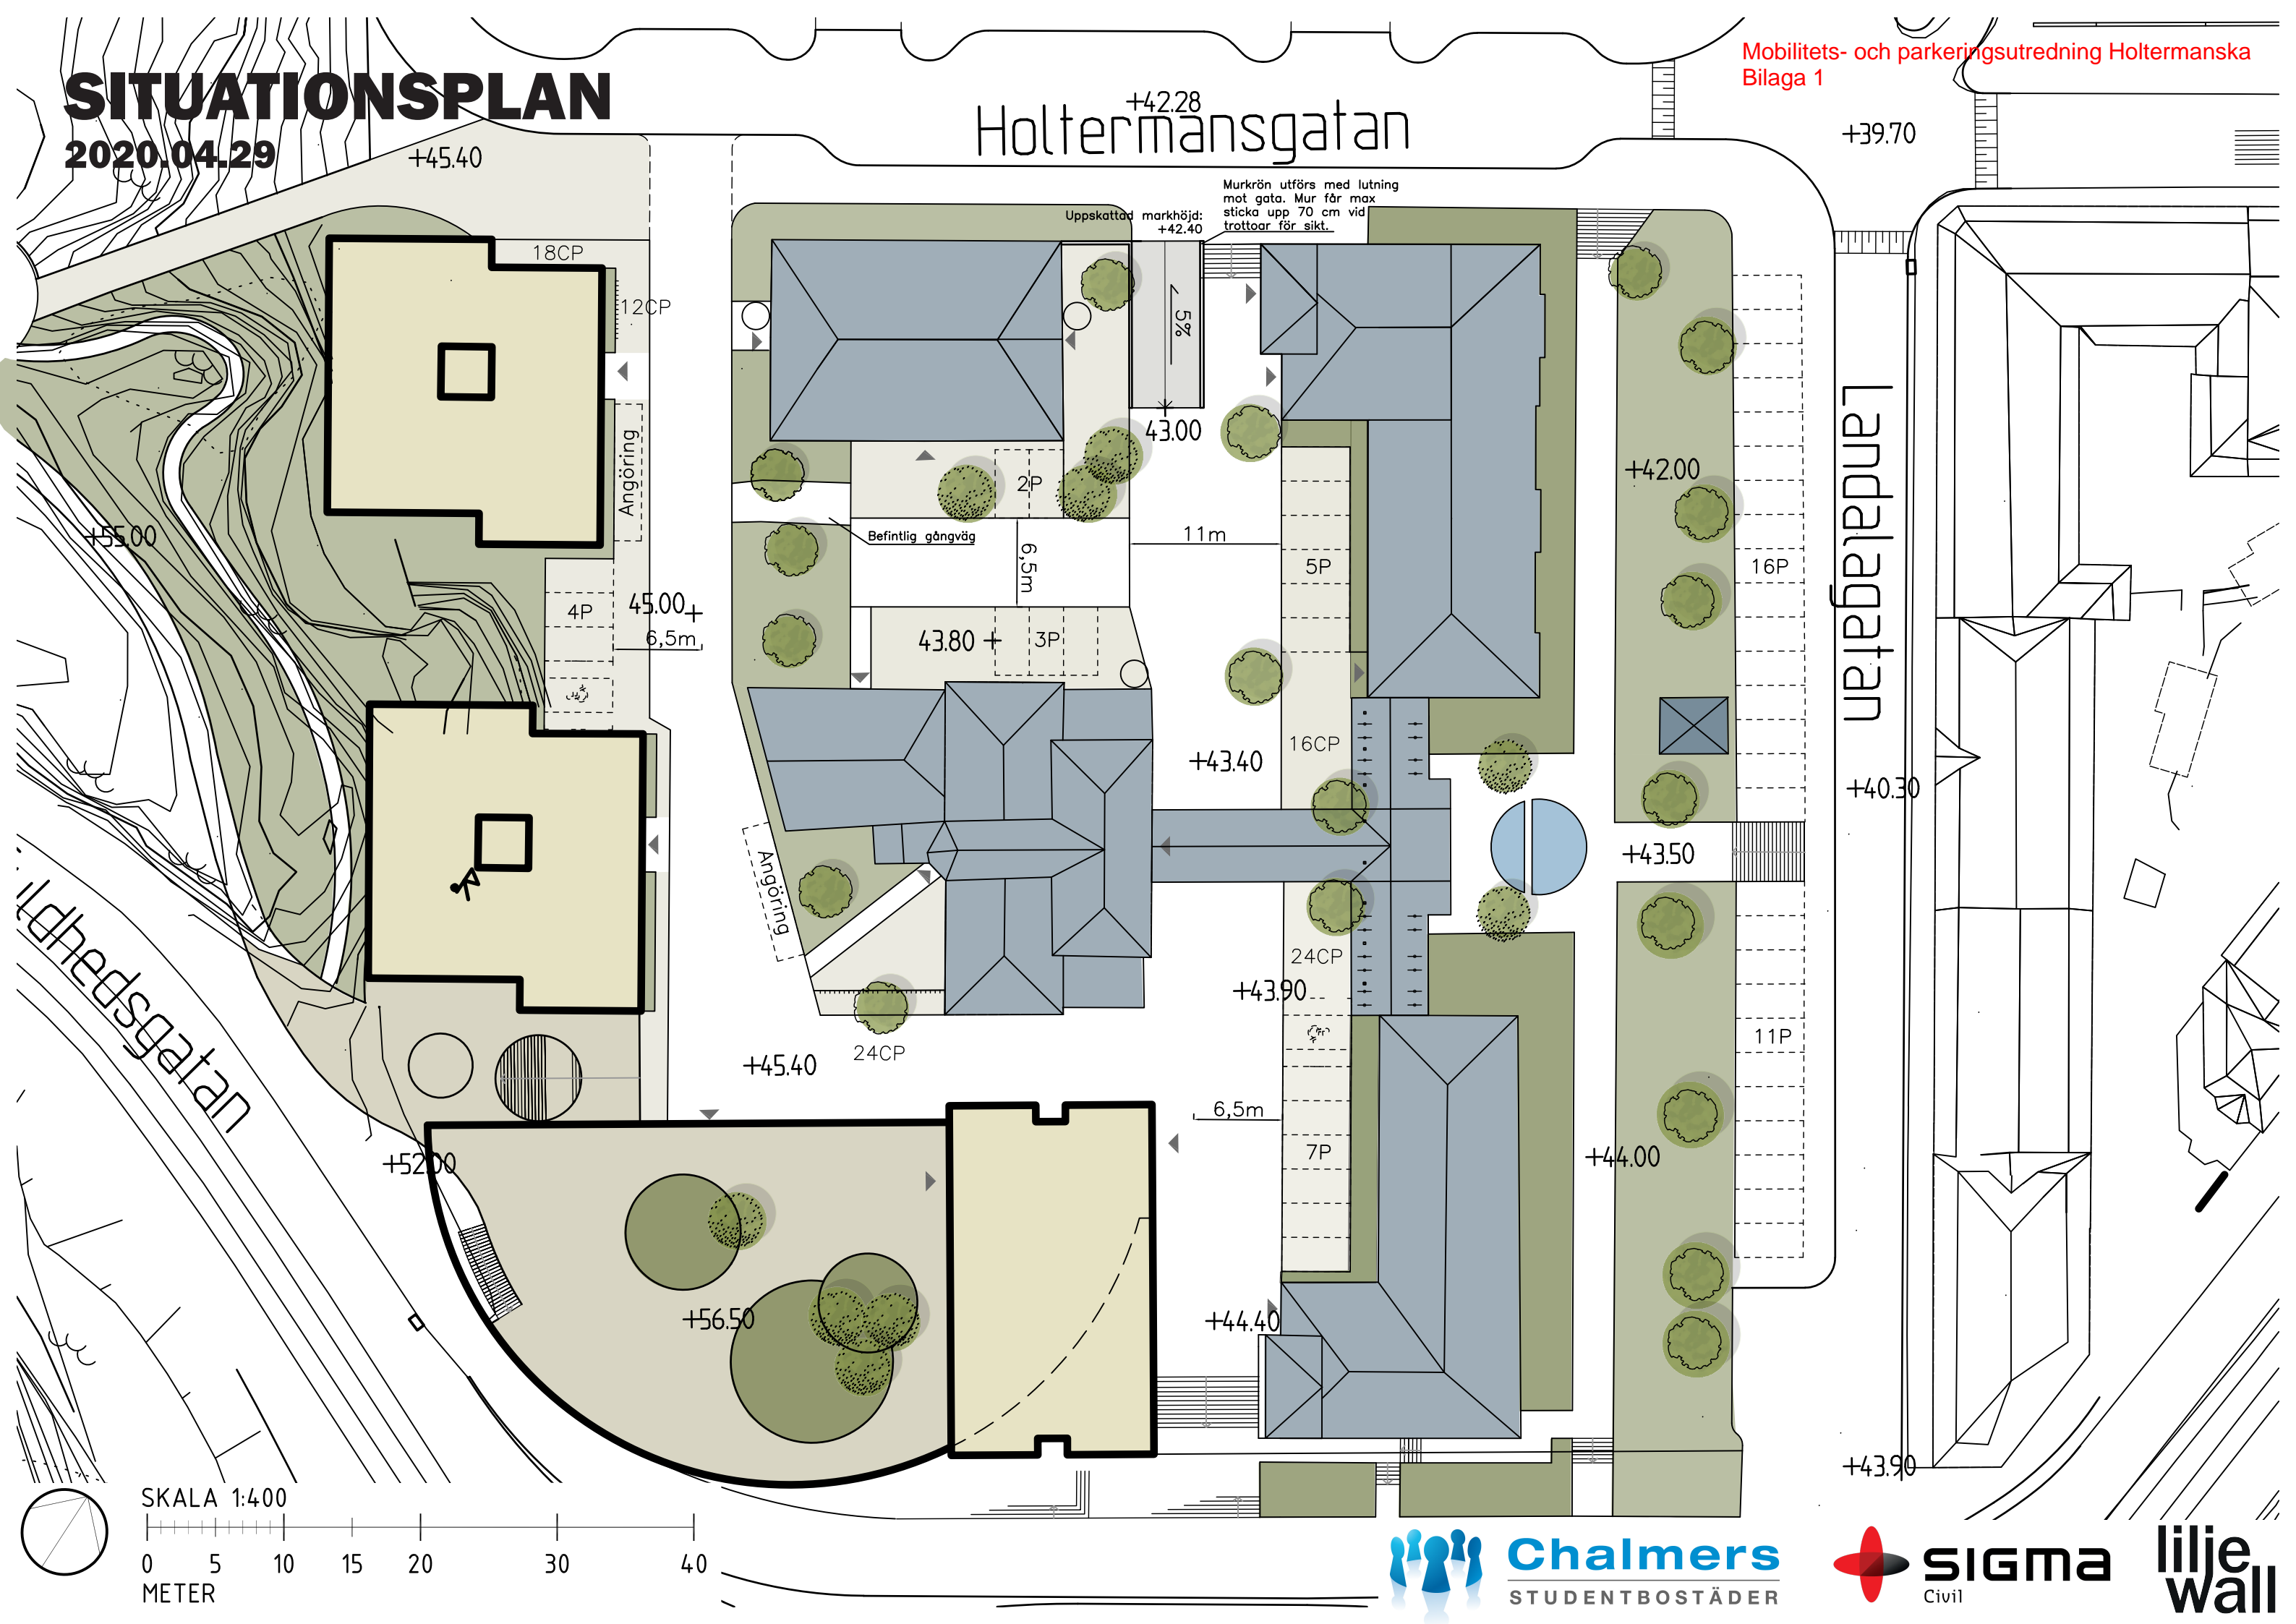 SITUATIONSPLAN
2020.04.29
Mobilitets- och parkeringsutredning Holtermanska
Bilaga 1
+42.28
Holtermansgatan
+39.70
+45.40
Murkrön utförs med lutning
mot gata. Mur får max
sticka upp 70 cm vid
trottoar för sikt.
Uppskattad markhöjd:
+42.40
18CP
12CP
5%
43.00
Angöring
2P
Befintlig gångväg
11m
6,5m
+42.00
Landalagatan
+55.00
5P
16P
4P
45.00+
6,5m
43.80 +
3P
16CP
+43.40
+40.30
+43.50
Angöring
24CP
+43.90
24CP
+45.40
11P
6,5m
7P
+44.00
+52.00
+56.50
+44.40
+43.90
SKALA 1:400
0 5 10 15 20 30 40
METER
Chalmers
STUDENTBOSTÄDER
SIGMA
Civil
lilje
wall